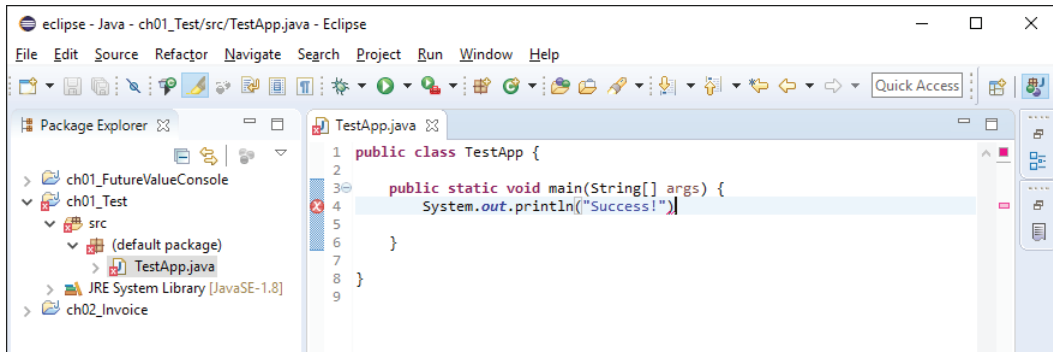 eclipse - Java - ch01_Test/src/TestApp.java - Eclipse
File Edit Source Refactor Navigate Search Project Run Window Help
Quick Access
Package Explorer
TestApp.java
ch01_FutureValueConsole
ch01_Test
src
(default package)
TestApp.java
JRE System Library [JavaSE-1.8]
ch02_Invoice
1 public class TestApp {
2
3 public static void main(String[] args) {
4 System.out.println("Success!")
5
6 }
7
8 }
9